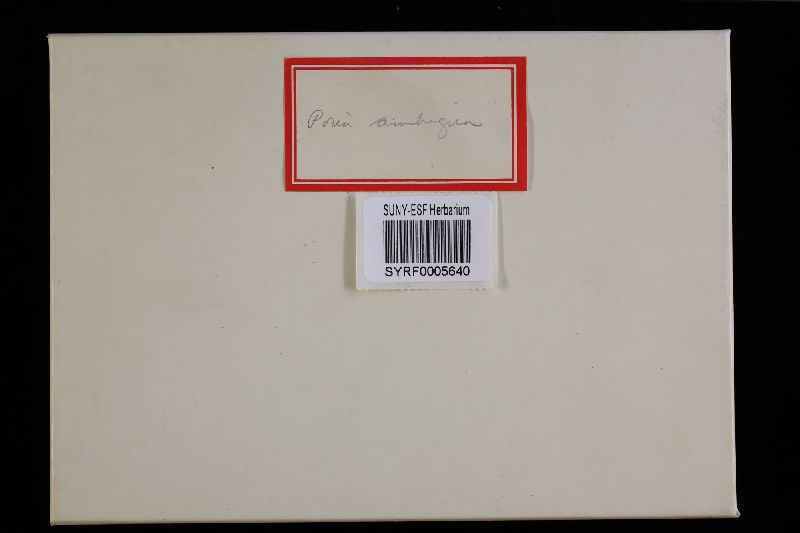 Poria ambigua
SUNY-ESF Herbarium
SYRF0005640